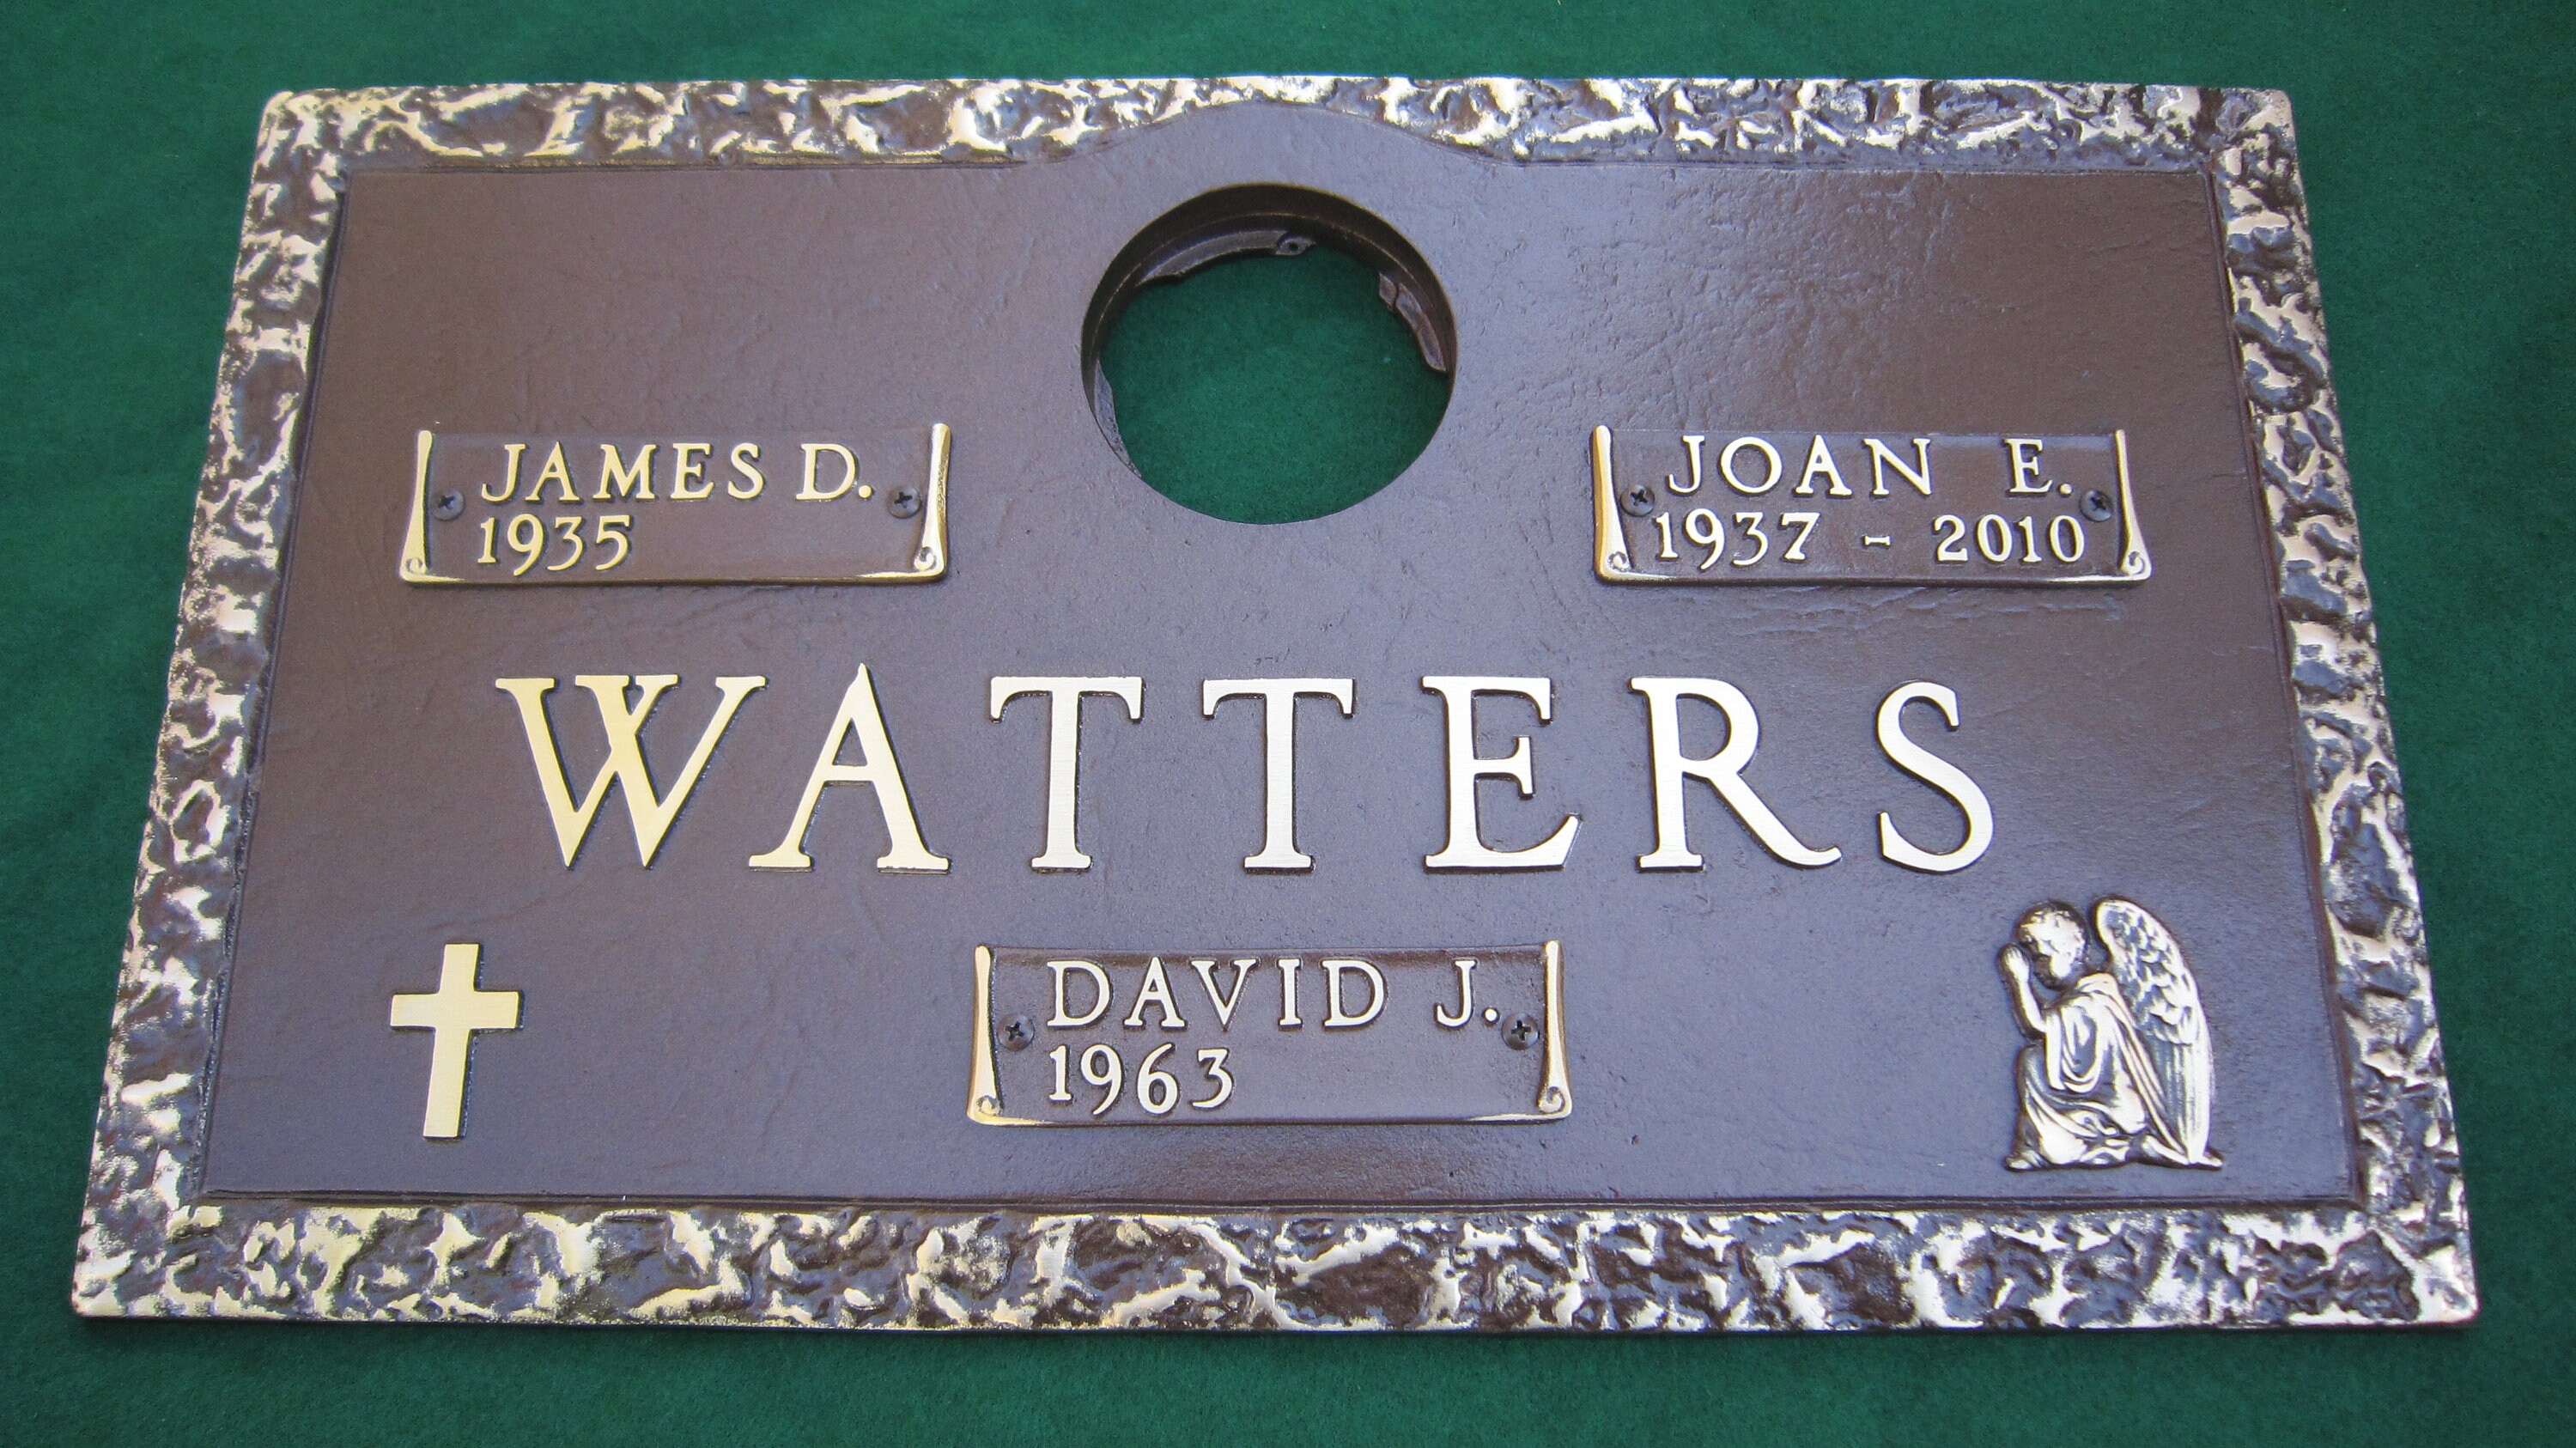 JAMES D.
1935
JOAN E.
1937 - 2010
WATTERS
DAVID J.
1963